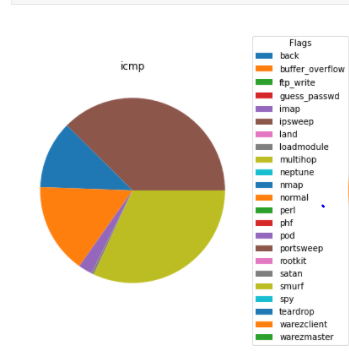 icmp
Flags
back
buffer_overflow
ftp_write
guess_passwd
imap
ipsweep
land
loadmodule
multihop
neptune
nmap
normal
perl
phf
pod
portsweep
rootkit
satan
smurf
spy
teardrop
warezclient
warezmaster